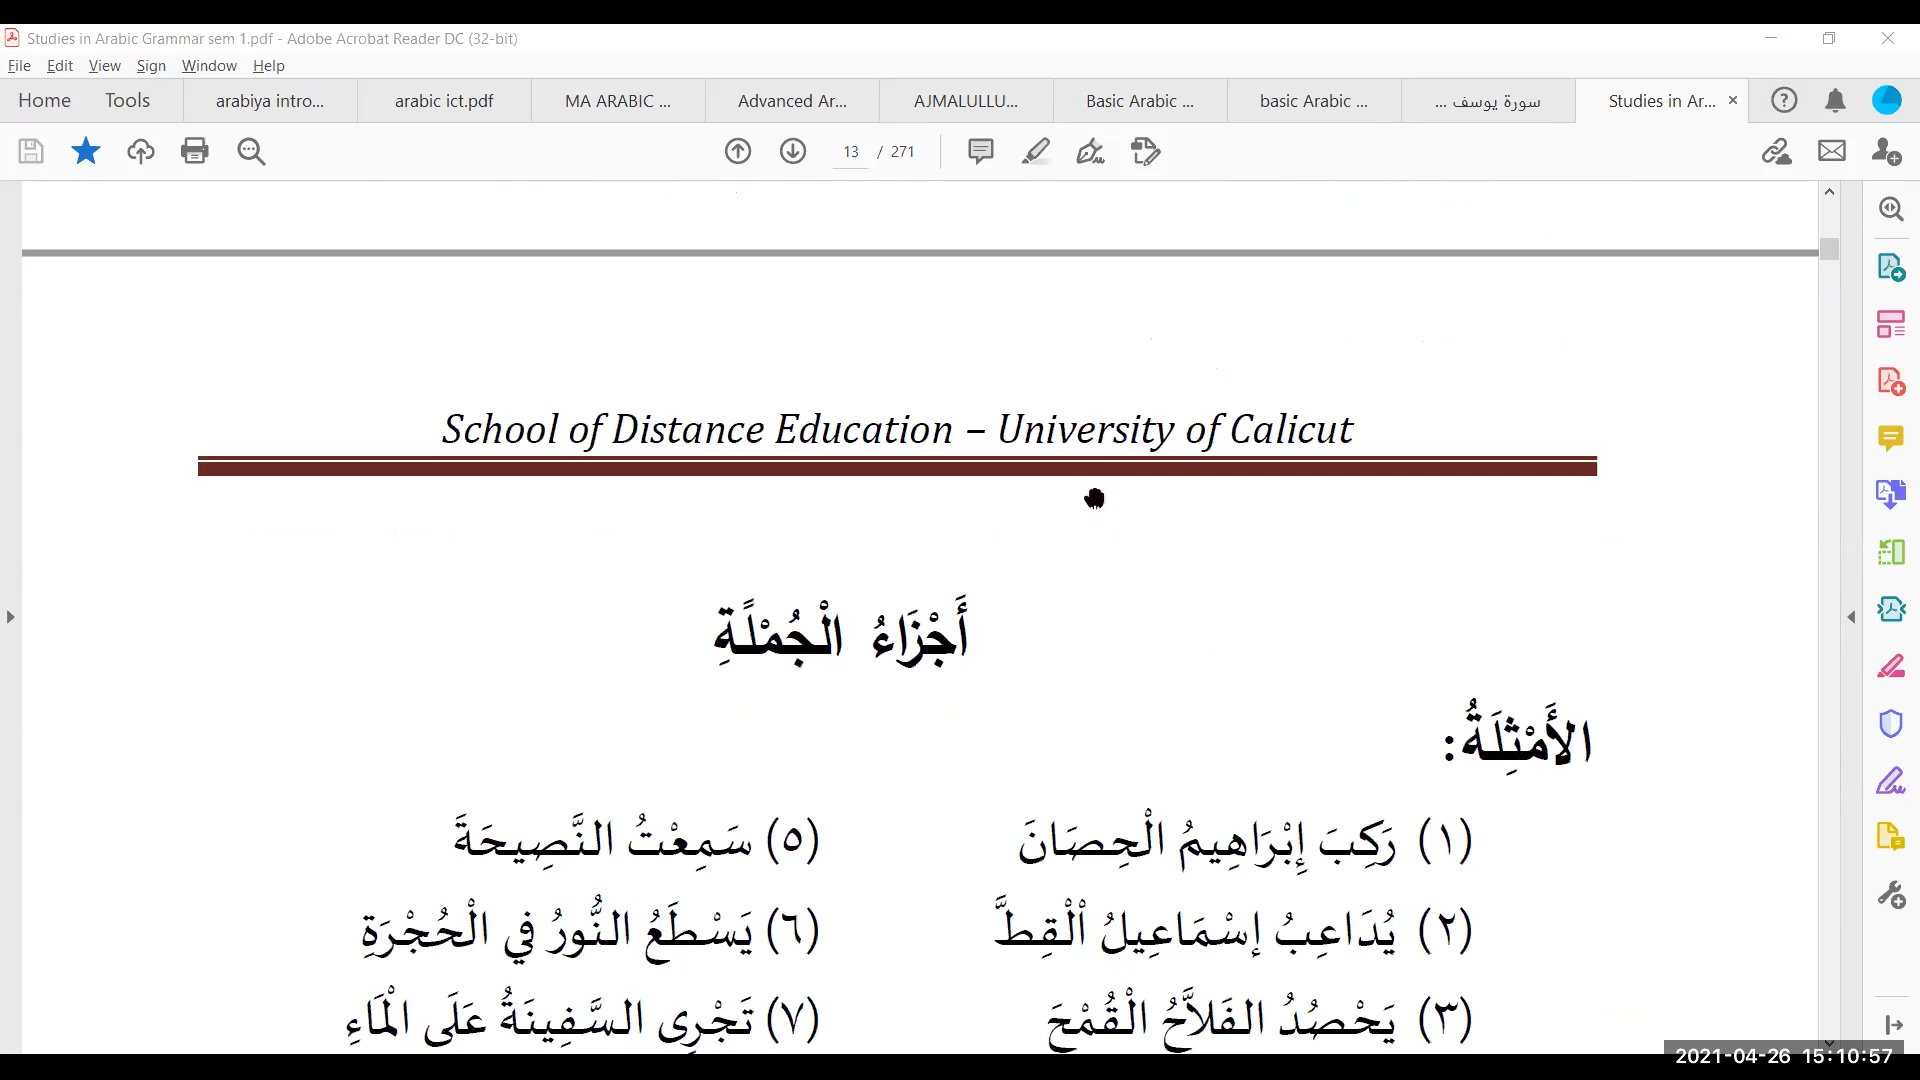 Studies in Arabic Grammar sem 1.pdf - Adobe Acrobat Reader DC (32-bit)
File Edit View Sign Window Help
Home Tools arabiya intro... arabic ict.pdf MA ARABIC ... Advanced Ar... AJMALULLU... Basic Arabic ... basic Arabic ... سورة يوسف ... Studies in Ar... ×
13 / 271
School of Distance Education – University of Calicut
أَجْزَاءُ الْجُمْلًةِ
الأَمْثِلَةُ:
(١) رَكِبَ إِبْرَاهِيمُ الْحِصَانَ (٥) سَمِعْتُ النَّصِيحَةَ
(٢) يُدَاعِبُ إسْمَاعِيلُ اْلْقِطَّ (٦) يَسْطَعُ النُّورُ فِي الْحُجْرَةِ
(٣) يَحْصُدُ الفَلاَّحُ الْقُمْحَ (٧) تَجْرِى السَّفِينَةُ عَلَى الْمَاءِ
2021-04-26 15:10:57